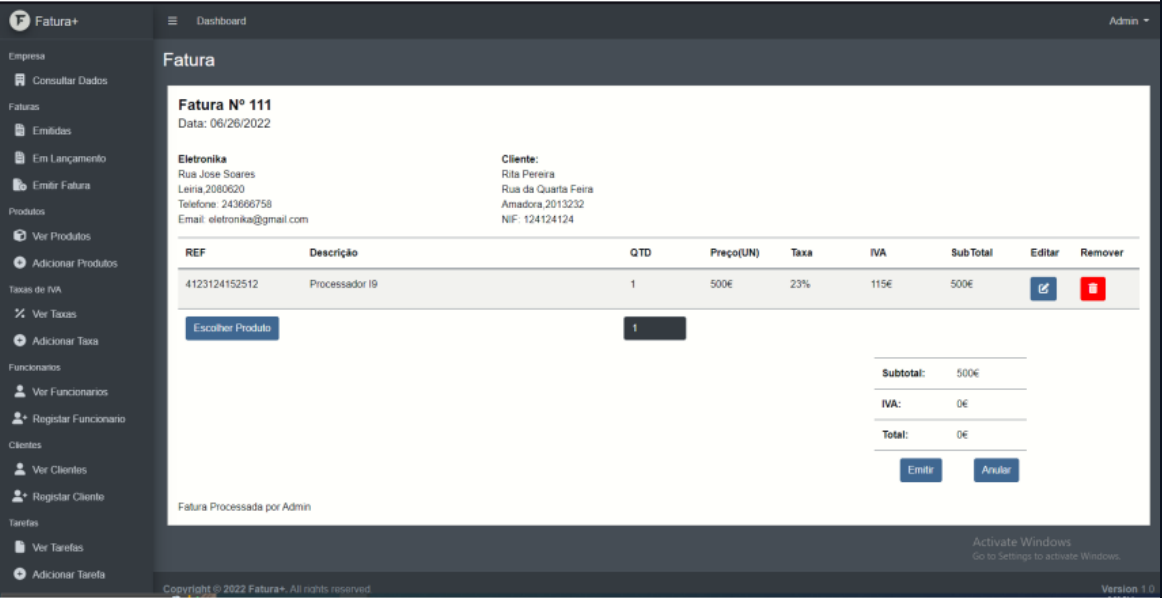 Fatura+
Dashboard
Admin
Empresa
Consultar Dados
Faturas
Emitidas
Em Lançamento
Emitir Fatura
Produtos
Ver Produtos
Adicionar Produtos
Taxas de IVA
Ver Taxas
Adicionar Taxa
Funcionarios
Ver Funcionarios
Registar Funcionario
Clientes
Ver Clientes
Registar Cliente
Tarefas
Ver Tarefas
Adicionar Tarefa
Fatura
Fatura Nº 111
Data: 06/26/2022
Eletronika
Rua Jose Soares
Leiria,2080620
Telefone: 243666758
Email: eletronika@gmail.com
Cliente:
Rita Pereira
Rua da Quarta Feira
Amadora,2013232
NIF: 124124124
REF Descrição QTD Preço(UN) Taxa IVA SubTotal Editar Remover
4123124152512 Processador I9 1 500€ 23% 115€ 500€
Escolher Produto 1
Subtotal: 500€
IVA: 0€
Total: 0€
Emitir Anular
Fatura Processada por Admin
Activate Windows
Go to Settings to activate Windows.
Copyright © 2022 Fatura+. All rights reserved.
Version 1.0